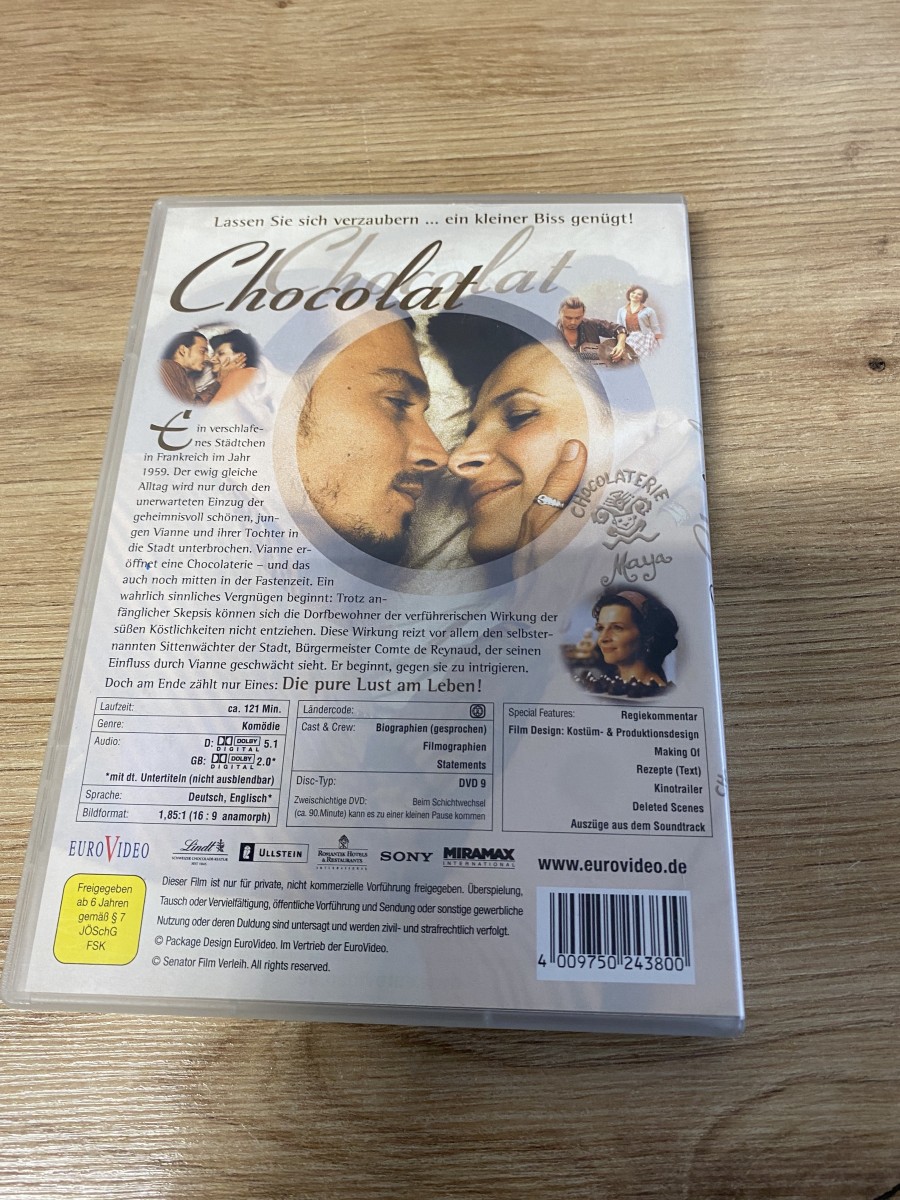 Lassen Sie sich verzaubern ... ein kleiner Biss genügt!
Chocolat
Chocolat
Ein verschlafe-
nes Städtchen
in Frankreich im Jahr
1959. Der ewig gleiche
Alltag wird nur durch den
unerwarteten Einzug der
geheimnisvoll schönen, jun-
gen Vianne und ihrer Tochter in
die Stadt unterbrochen. Vianne er-
öffnet eine Chocolaterie – und das
auch noch mitten in der Fastenzeit. Ein
wahrlich sinnliches Vergnügen beginnt: Trotz an-
fänglicher Skepsis können sich die Dorfbewohner der verführerischen Wirkung der
süßen Köstlichkeiten nicht entziehen. Diese Wirkung reizt vor allem den selbster-
nannten Sittenwächter der Stadt, Bürgermeister Comte de Reynaud, der seinen
Einfluss durch Vianne geschwächt sieht. Er beginnt, gegen sie zu intrigieren.
Doch am Ende zählt nur Eines: Die pure Lust am Leben!
CHOCOLATERIE
Maya
Laufzeit: ca. 121 Min.
Genre: Komödie
Audio: D: DOLBY DIGITAL 5.1
GB: DOLBY DIGITAL 2.0*
*mit dt. Untertiteln (nicht ausblendbar)
Sprache: Deutsch, Englisch*
Bildformat: 1,85:1 (16 : 9 anamorph)
Ländercode:
Cast & Crew: Biographien (gesprochen)
Filmographien
Statements
Disc-Typ: DVD 9
Zweischichtige DVD: Beim Schichtwechsel
(ca. 90.Minute) kann es zu einer kleinen Pause kommen
Special Features: Regiekommentar
Film Design: Kostüm- & Produktionsdesign
Making Of
Rezepte (Text)
Kinotrailer
Deleted Scenes
Auszüge aus dem Soundtrack
EUROVIDEO
Lindt
ULLSTEIN
ROMANTIK HOTELS
& RESTAURANTS
INTERNATIONAL
SONY
MIRAMAX
INTERNATIONAL
www.eurovideo.de
Freigegeben
ab 6 Jahren
gemäß § 7
JÖSchG
FSK
Dieser Film ist nur für private, nicht kommerzielle Vorführung freigegeben. Überspielung,
Tausch oder Vervielfältigung, öffentliche Vorführung und Sendung oder sonstige gewerbliche
Nutzung oder deren Duldung sind untersagt und werden zivil- und strafrechtlich verfolgt.
© Package Design EuroVideo. Im Vertrieb der EuroVideo.
© Senator Film Verleih. All rights reserved.
4 009750 243800